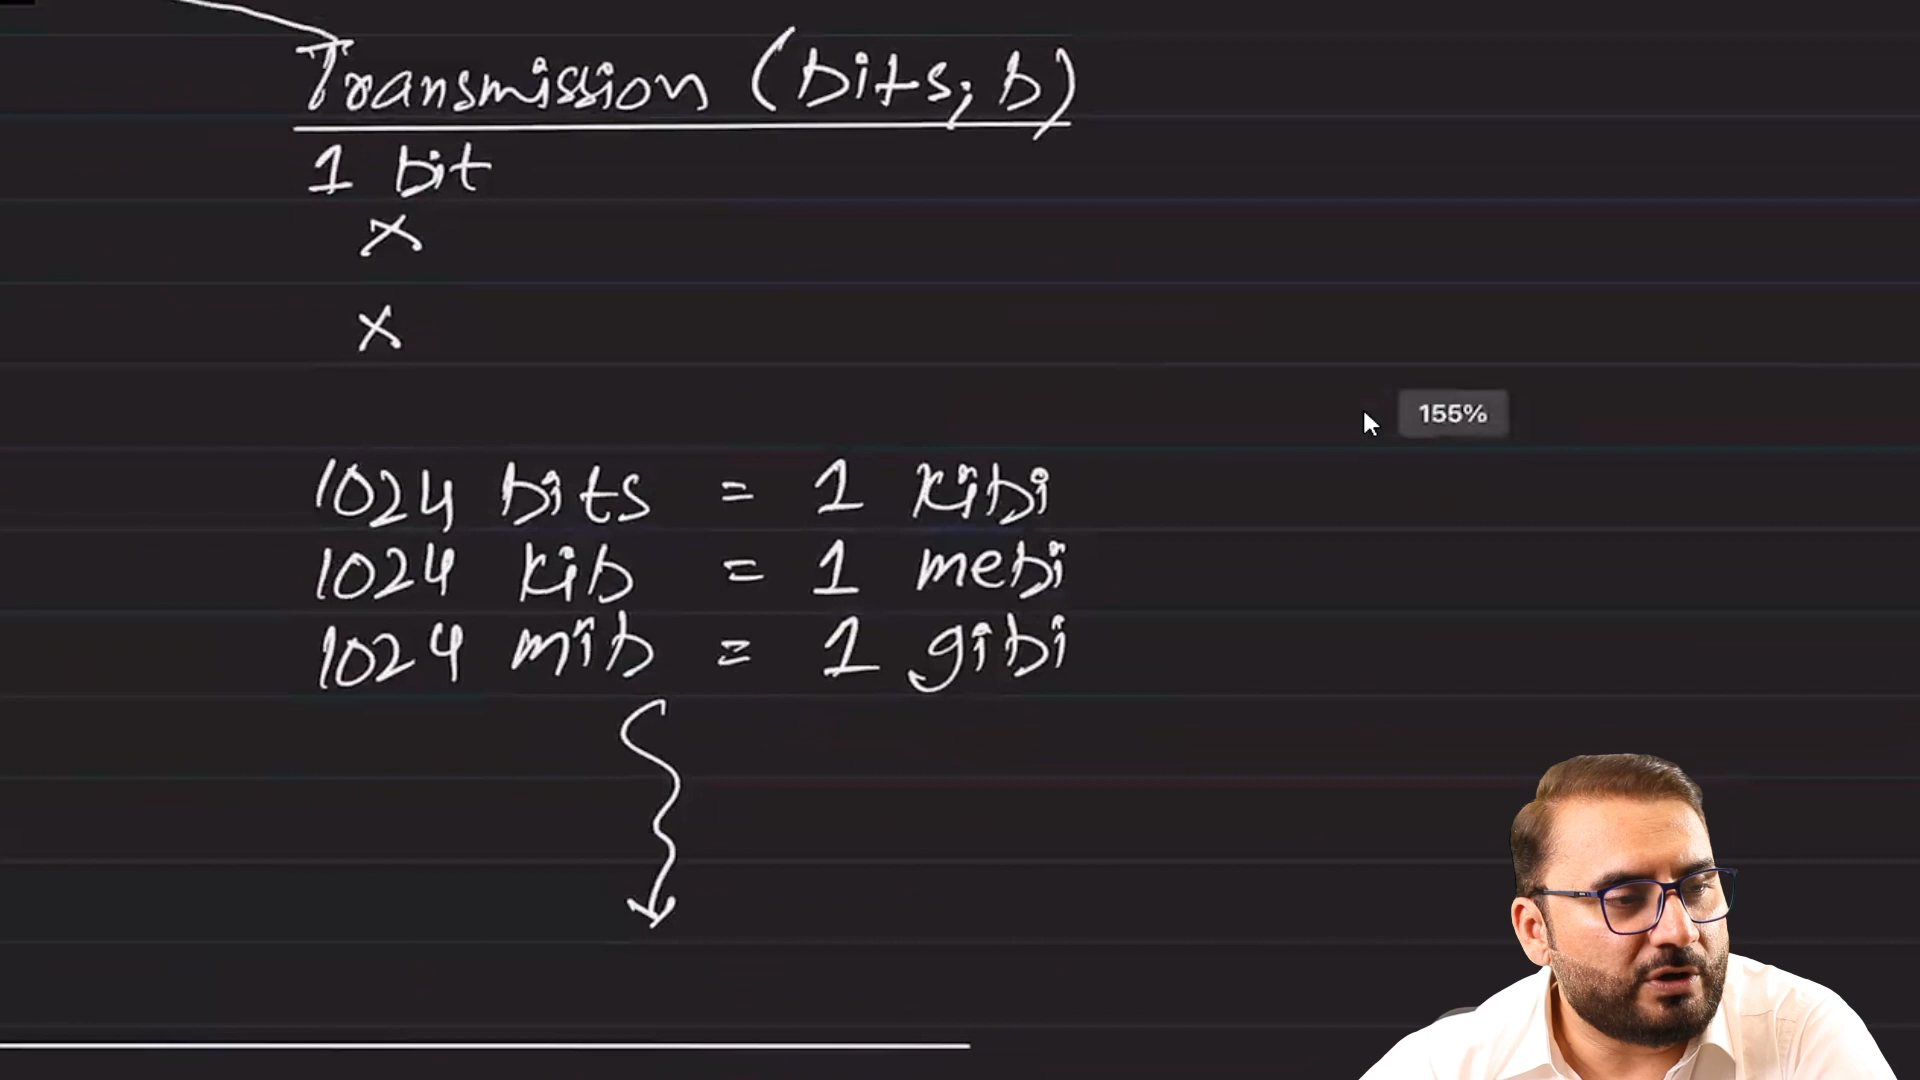 Transmission (bits; b)
1 bit
x
x
155%
1024 bits = 1 kibi
1024 kib = 1 mebi
1024 mib = 1 gibi